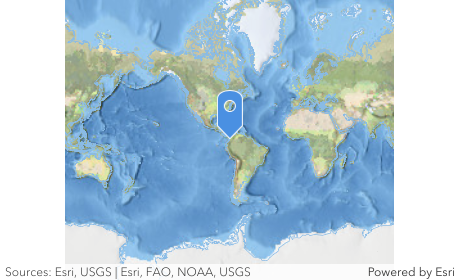 Sources: Esri, USGS | Esri, FAO, NOAA, USGS
Powered by Esri